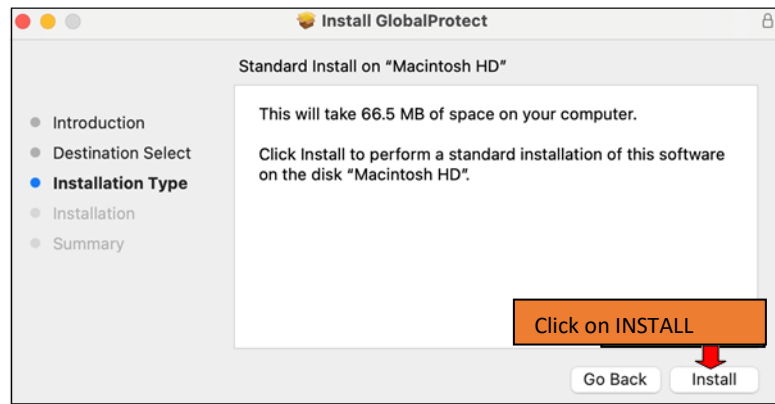 Install GlobalProtect
Standard Install on “Macintosh HD”
Introduction
Destination Select
Installation Type
Installation
Summary
This will take 66.5 MB of space on your computer.
Click Install to perform a standard installation of this software
on the disk “Macintosh HD”.
Click on INSTALL
Go Back
Install